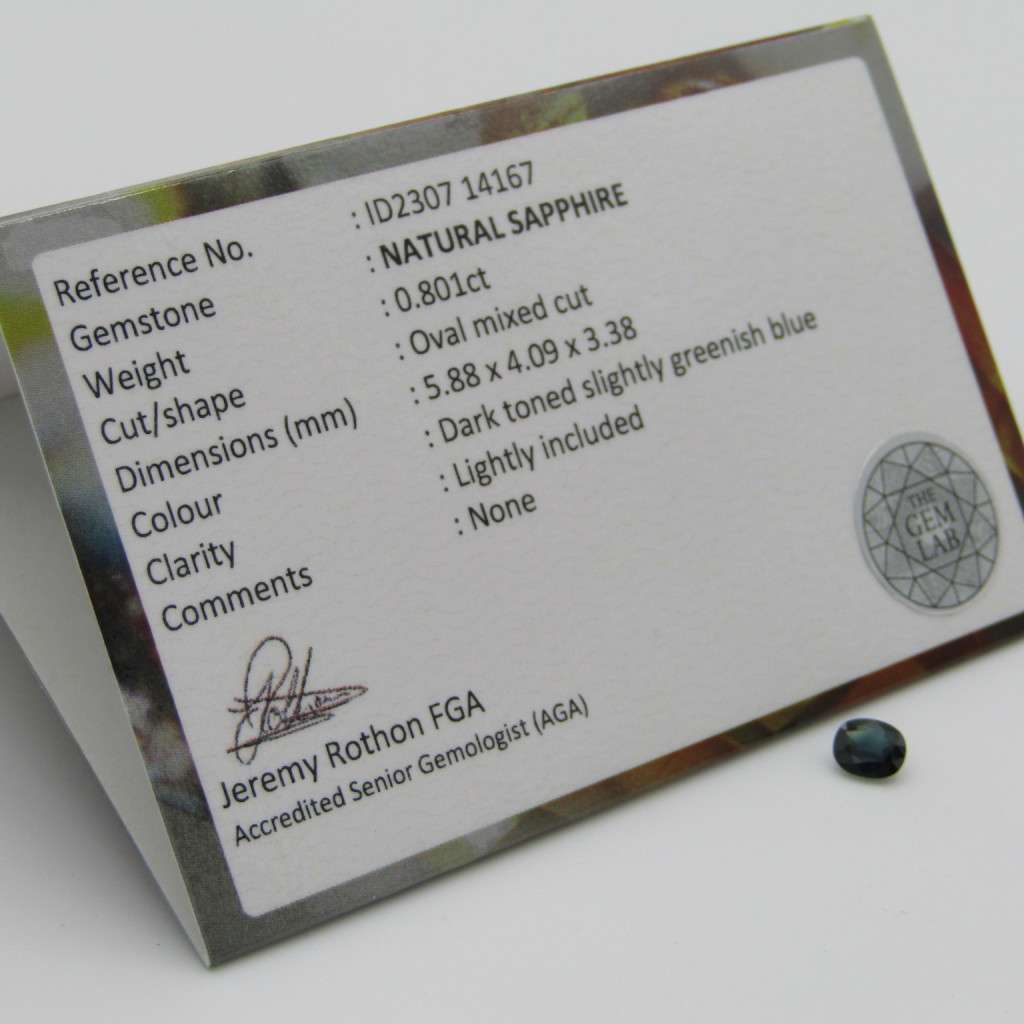 Reference No. : ID2307 14167
Gemstone : NATURAL SAPPHIRE
Weight : 0.801ct
Cut/shape : Oval mixed cut
Dimensions (mm) : 5.88 x 4.09 x 3.38
Colour : Dark toned slightly greenish blue
Clarity : Lightly included
Comments : None
THE
GEM
LAB
Jeremy Rothon FGA
Accredited Senior Gemologist (AGA)